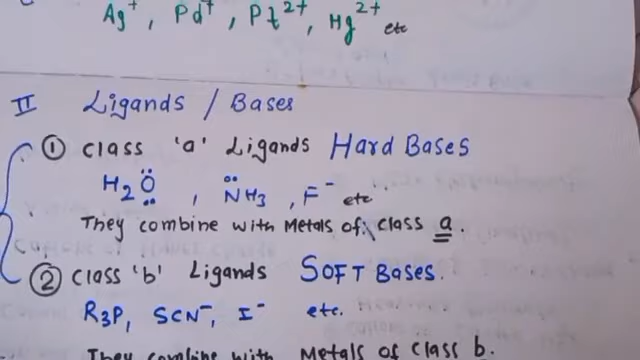 Ag⁺, Pd⁺, Pt²⁺, Hg²⁺ etc
II Ligands / Bases
① Class 'a' Ligands Hard Bases
H₂Ö, N̈H₃, F⁻ etc
They combine with Metals of class a.
② Class 'b' Ligands SOFT Bases.
R₃P, SCN⁻, I⁻ etc.
They combine with Metals of class b.